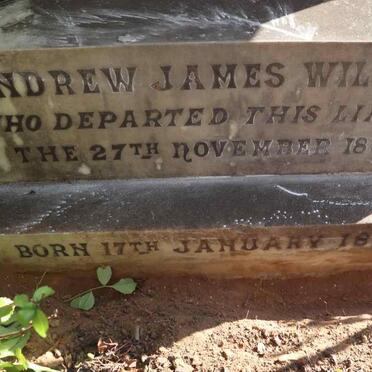 NDREW JAMES WIL
HO DEPARTED THIS LI
THE 27TH NOVEMBER 18
BORN 17TH JANUARY 18